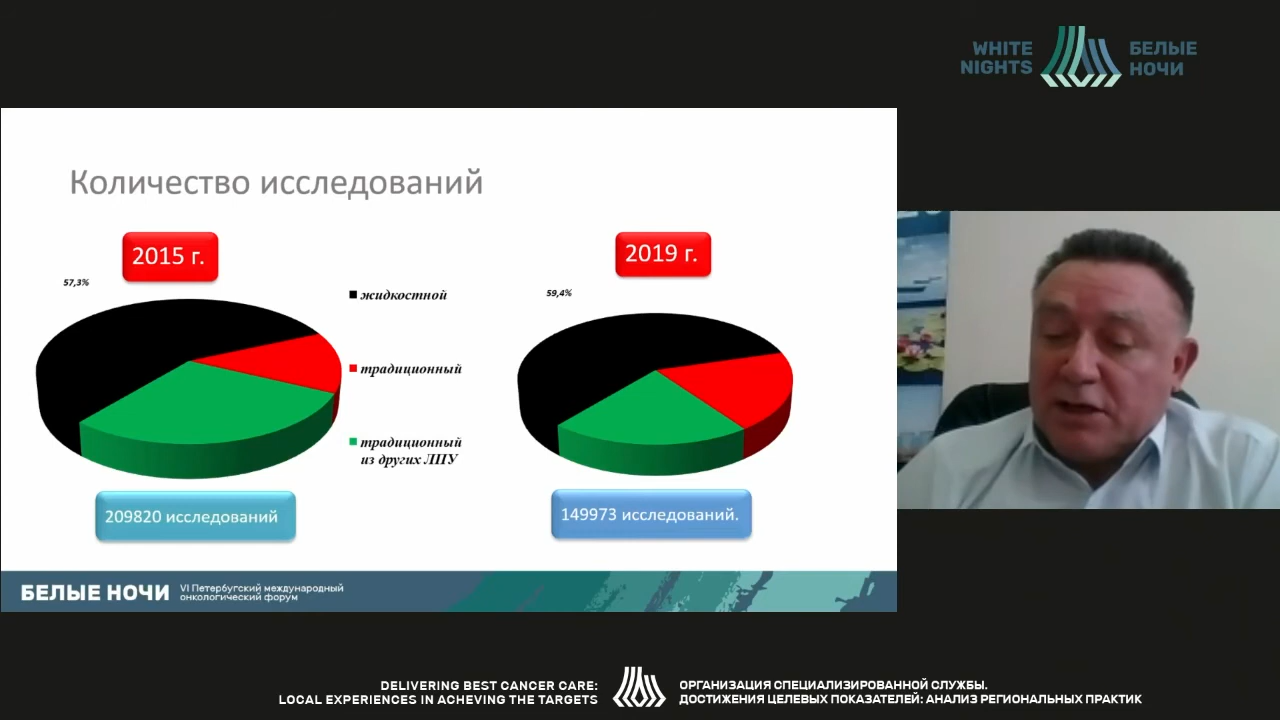 WHITE
NIGHTS
БЕЛЫЕ
НОЧИ
Количество исследований
2015 г.
2019 г.
57,3%
59,4%
жидкостной
традиционный
традиционный
из других ЛПУ
209820 исследований
149973 исследований.
БЕЛЫЕ НОЧИ
VI Петербугский международный
онкологический форум
DELIVERING BEST CANCER CARE:
LOCAL EXPERIENCES IN ACHEVING THE TARGETS
ОРГАНИЗАЦИЯ СПЕЦИАЛИЗИРОВАННОЙ СЛУЖБЫ.
ДОСТИЖЕНИЯ ЦЕЛЕВЫХ ПОКАЗАТЕЛЕЙ: АНАЛИЗ РЕГИОНАЛЬНЫХ ПРАКТИК